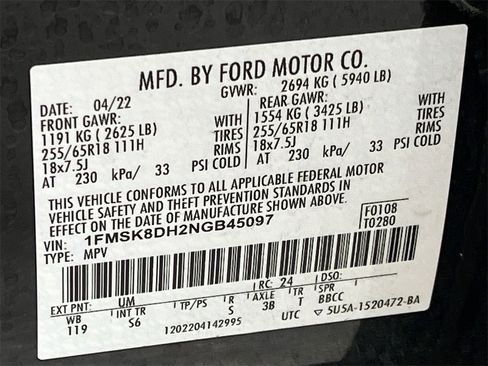 MFD. BY FORD MOTOR CO.
DATE: 04/22 GVWR: 2694 KG ( 5940 LB)
FRONT GAWR: REAR GAWR:
1191 KG ( 2625 LB) WITH 1554 KG ( 3425 LB) WITH
255/65R18 111H TIRES 255/65R18 111H TIRES
18x7.5J RIMS 18x7.5J RIMS
AT 230 kPa/ 33 PSI COLD AT 230 kPa/ 33 PSI COLD
THIS VEHICLE CONFORMS TO ALL APPLICABLE FEDERAL MOTOR
VEHICLE SAFETY AND THEFT PREVENTION STANDARDS IN
EFFECT ON THE DATE OF MANUFACTURE SHOWN ABOVE.
VIN: 1FMSK8DH2NGB45097 F0108
TYPE: MPV T0280
EXT PNT: UM RC: 24 DSO:
WB INT TR TP/PS R AXLE TR SPR
119 S6 S 3B T BBCC
1202204142995 UTC 5U5A-1520472-BA